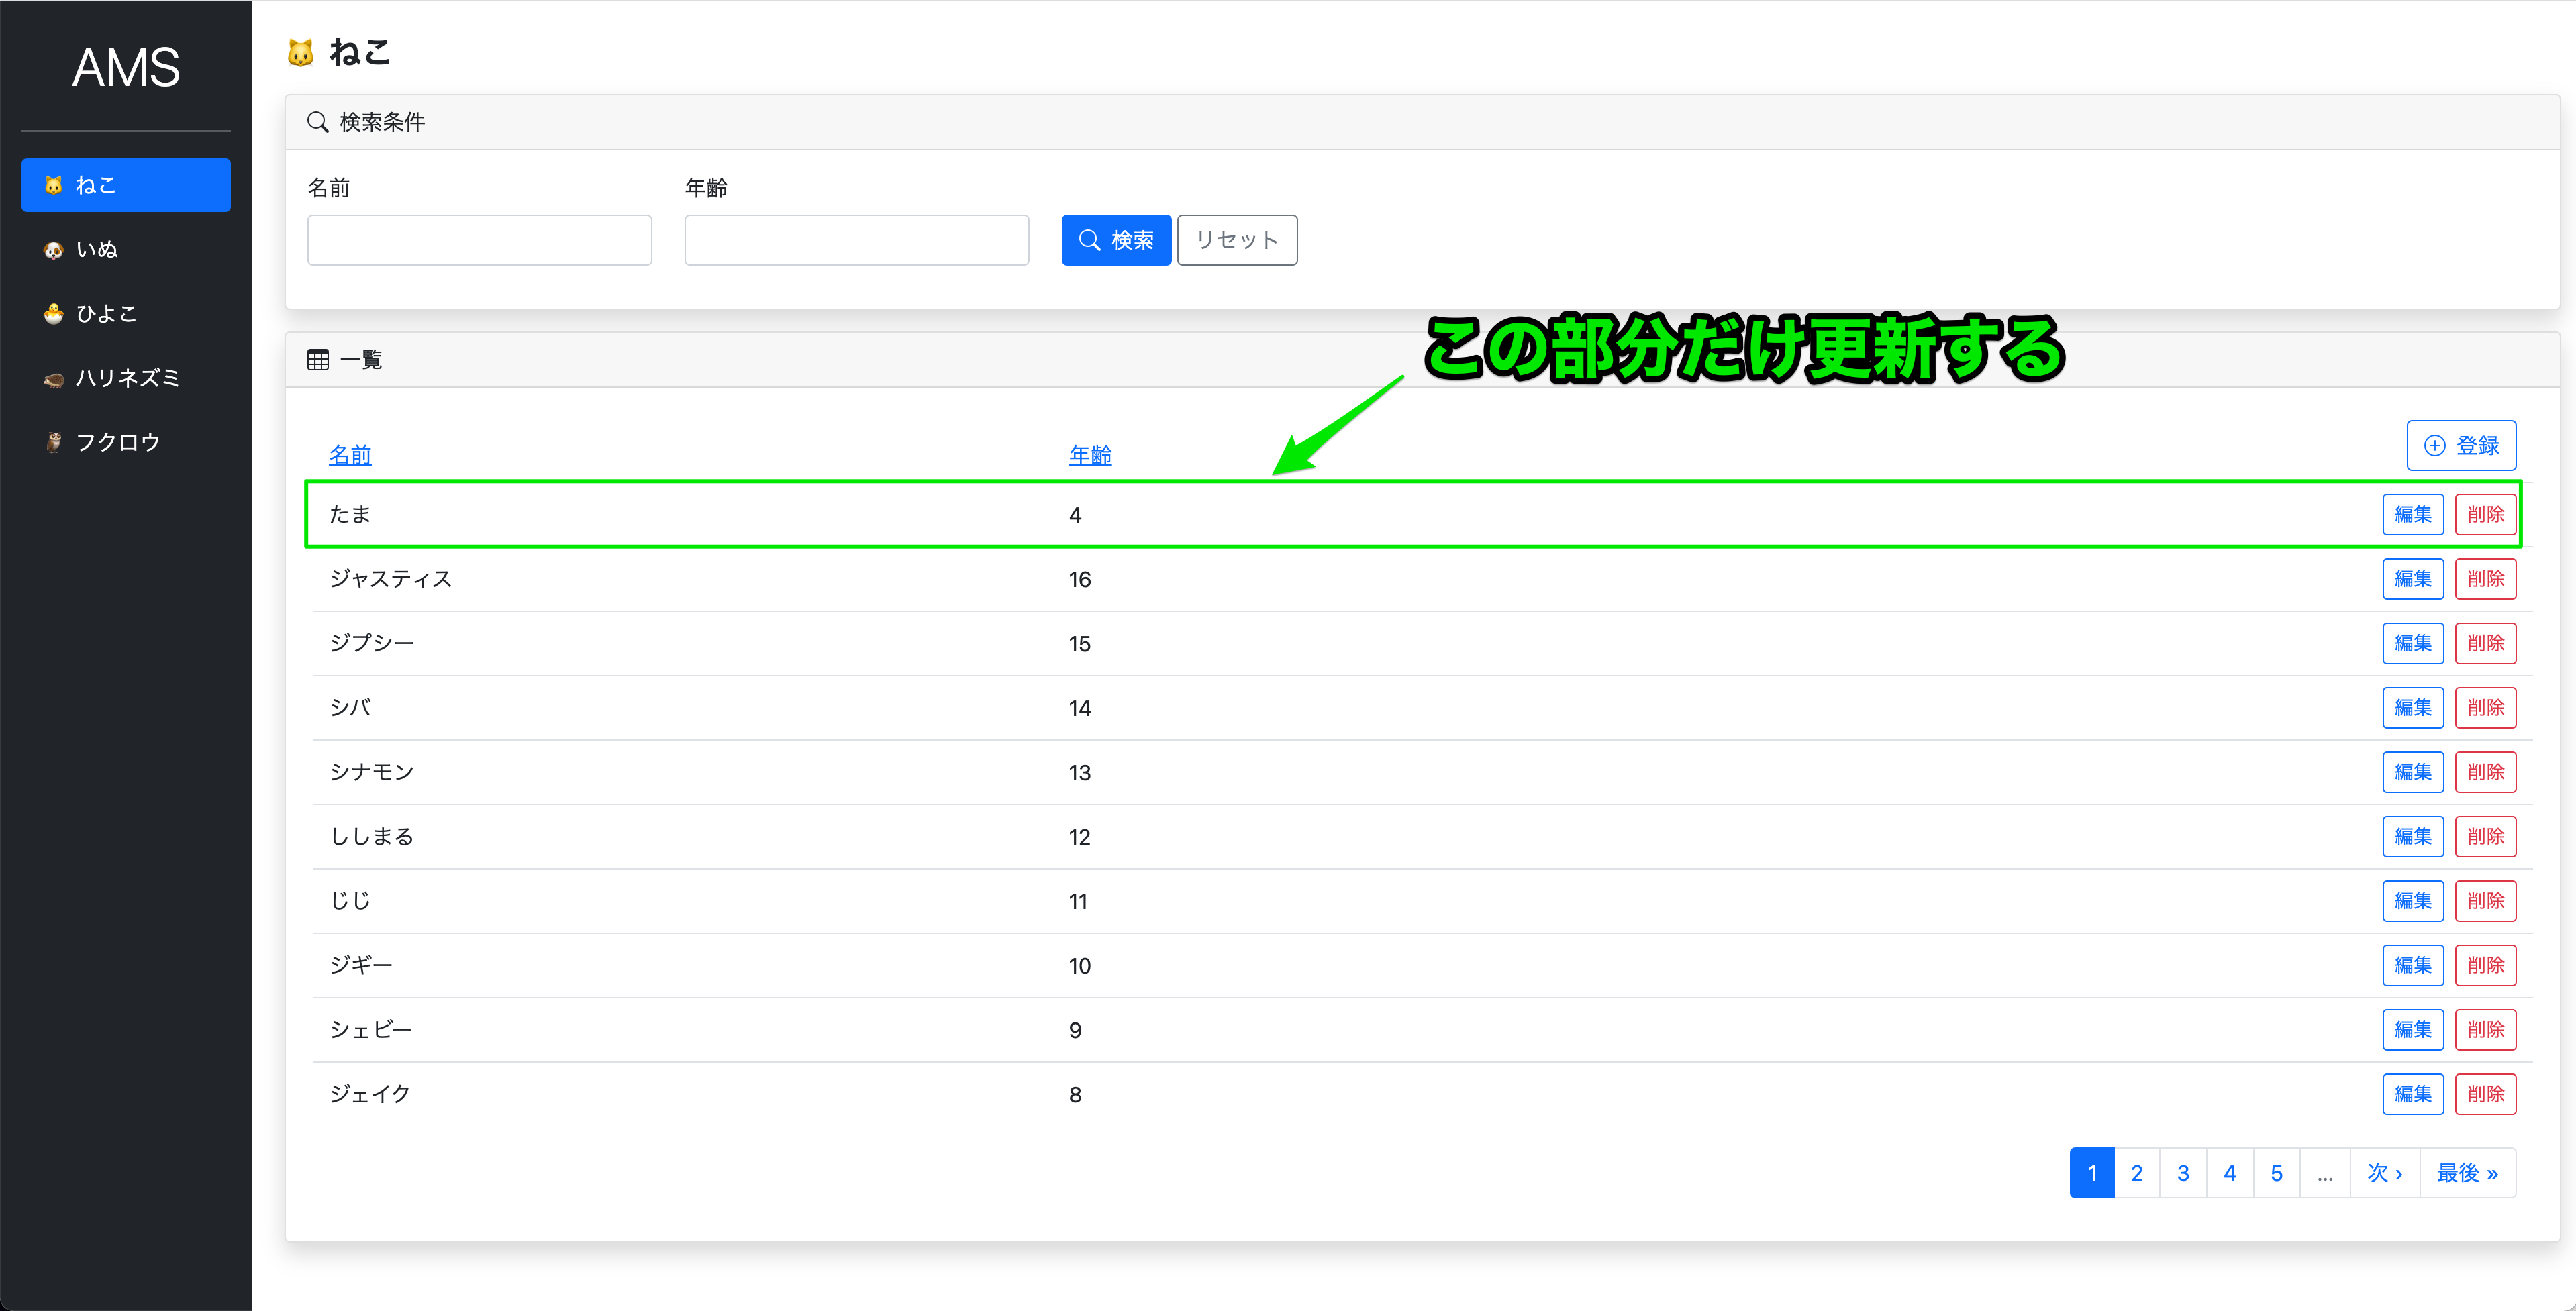 AMS
ねこ
いぬ
ひよこ
ハリネズミ
フクロウ
ねこ
検索条件
名前 年齢
検索 リセット
この部分だけ更新する
一覧
名前 年齢 登録
たま 4 編集 削除
ジャスティス 16 編集 削除
ジプシー 15 編集 削除
シバ 14 編集 削除
シナモン 13 編集 削除
ししまる 12 編集 削除
じじ 11 編集 削除
ジギー 10 編集 削除
シェビー 9 編集 削除
ジェイク 8 編集 削除
1 2 3 4 5 ... 次 › 最後 »